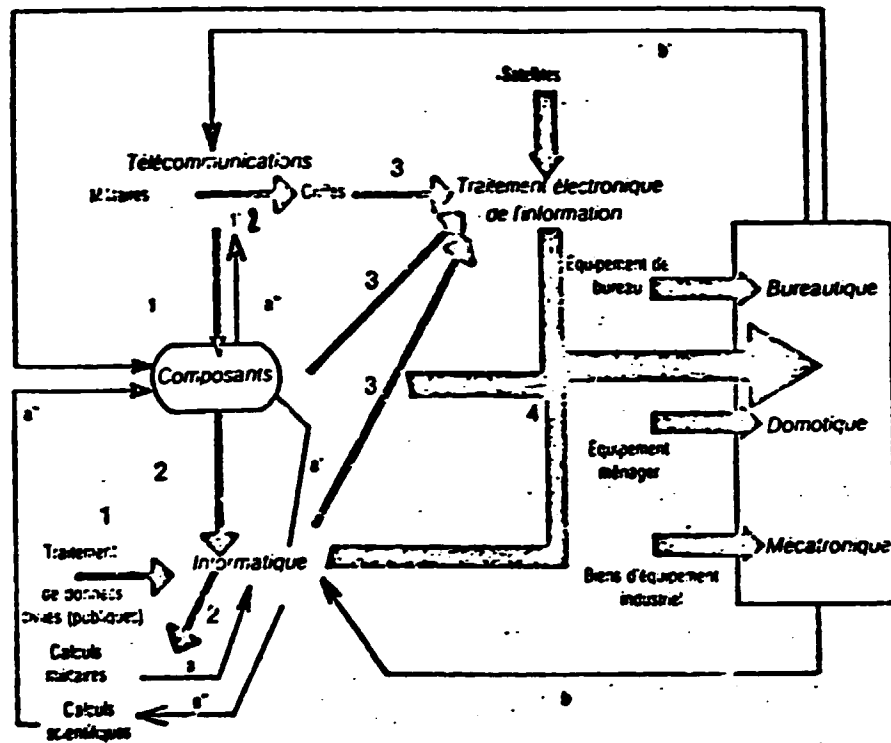 b
Satellites
Télécommunications
3
Traitement électronique
de l'information
Militaires
Civiles
1
2
Equipement de
bureau
Bureautique
3
1
a"
Composants
3
a"
4
Domotique
2
a'
Equipement
ménager
1
Traitement
Informatique
Mécatronique
de données
civiles (publiques)
2
Biens d'équipement
industriel
Calculs
militaires
a
a"
b
Calculs
scientifiques